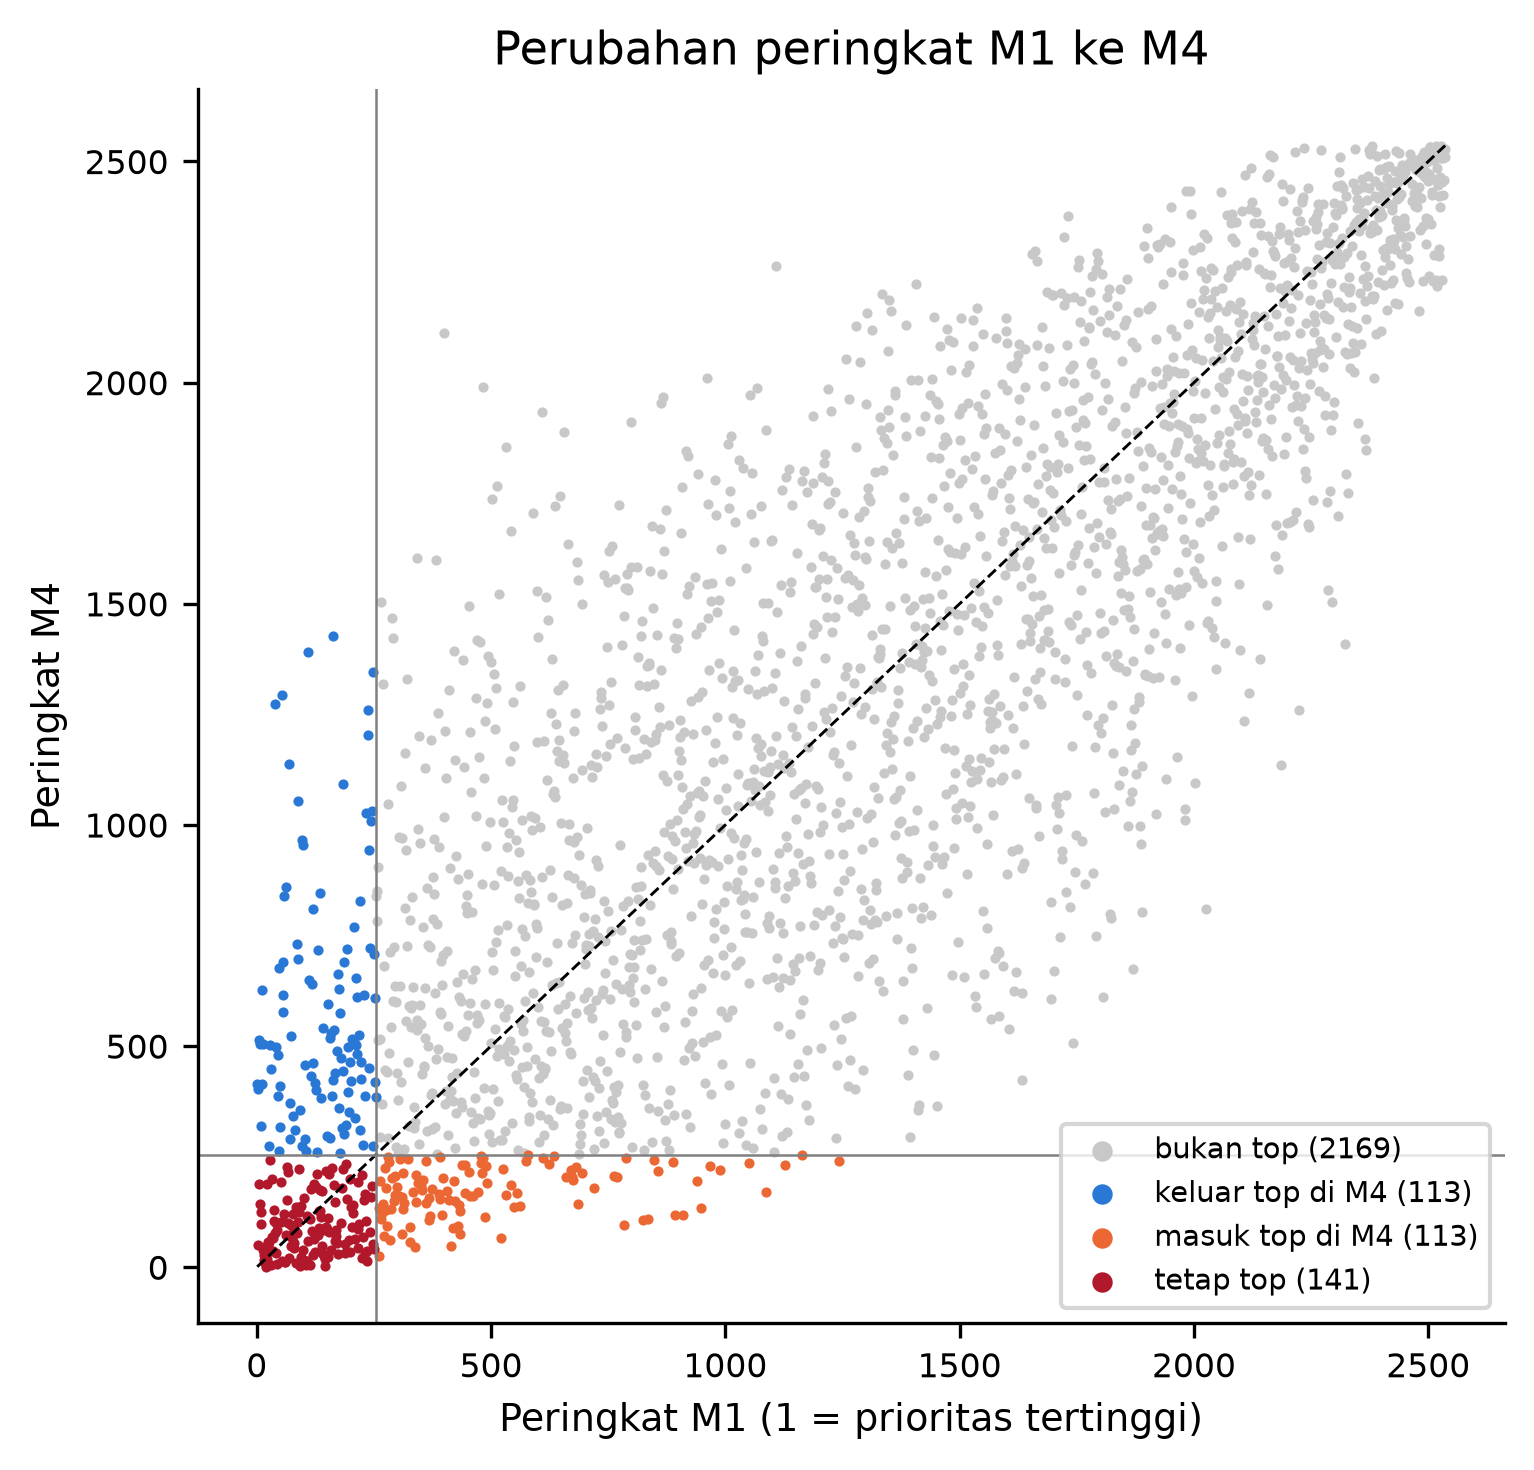 Perubahan peringkat M1 ke M4
Peringkat M4
2500
2000
1500
1000
500
0
0 500 1000 1500 2000 2500
Peringkat M1 (1 = prioritas tertinggi)
bukan top (2169)
keluar top di M4 (113)
masuk top di M4 (113)
tetap top (141)